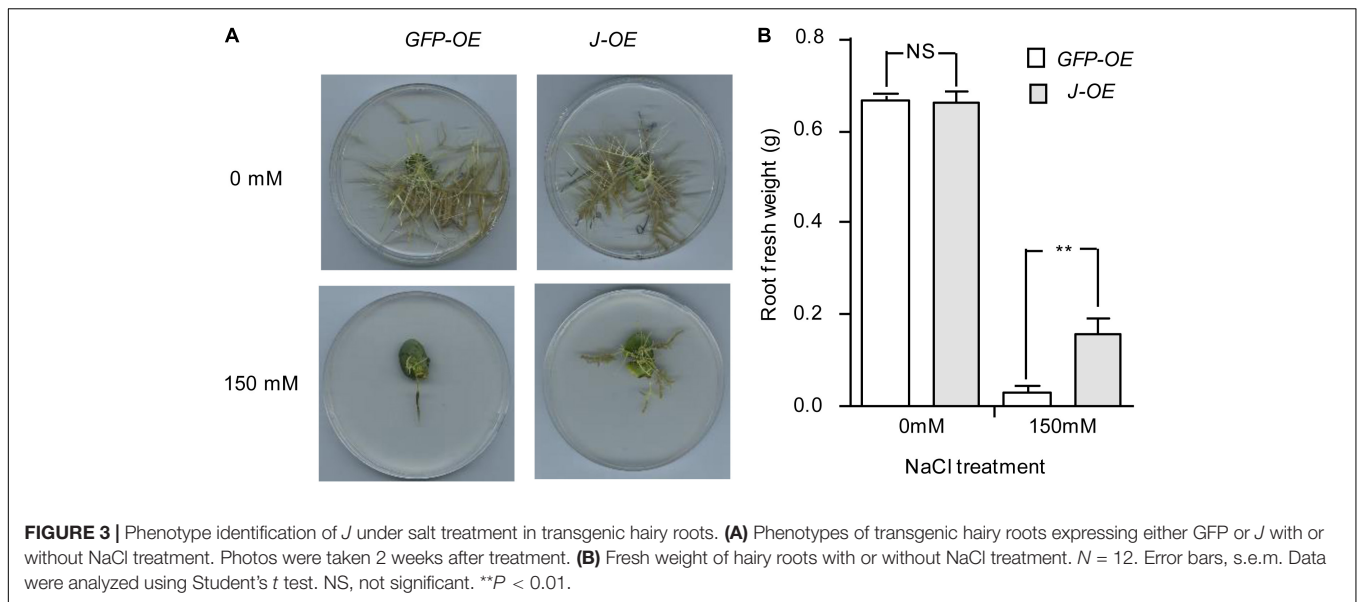 A
GFP-OE
J-OE
0 mM
150 mM
B
0.8
0.6
0.4
0.2
0.0
Root fresh weight (g)
NS
**
GFP-OE
J-OE
0mM
150mM
NaCl treatment
FIGURE 3 | Phenotype identification of J under salt treatment in transgenic hairy roots. (A) Phenotypes of transgenic hairy roots expressing either GFP or J with or
without NaCl treatment. Photos were taken 2 weeks after treatment. (B) Fresh weight of hairy roots with or without NaCl treatment. N = 12. Error bars, s.e.m. Data
were analyzed using Student's t test. NS, not significant. **P < 0.01.